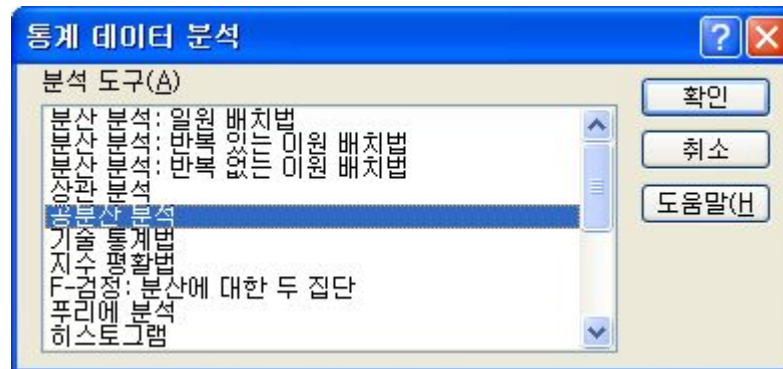 통계 데이터 분석
분석 도구(A)
분산 분석: 일원 배치법
분산 분석: 반복 있는 이원 배치법
분산 분석: 반복 없는 이원 배치법
상관 분석
공분산 분석
기술 통계법
지수 평활법
F-검정: 분산에 대한 두 집단
푸리에 분석
히스토그램
확인
취소
도움말(H